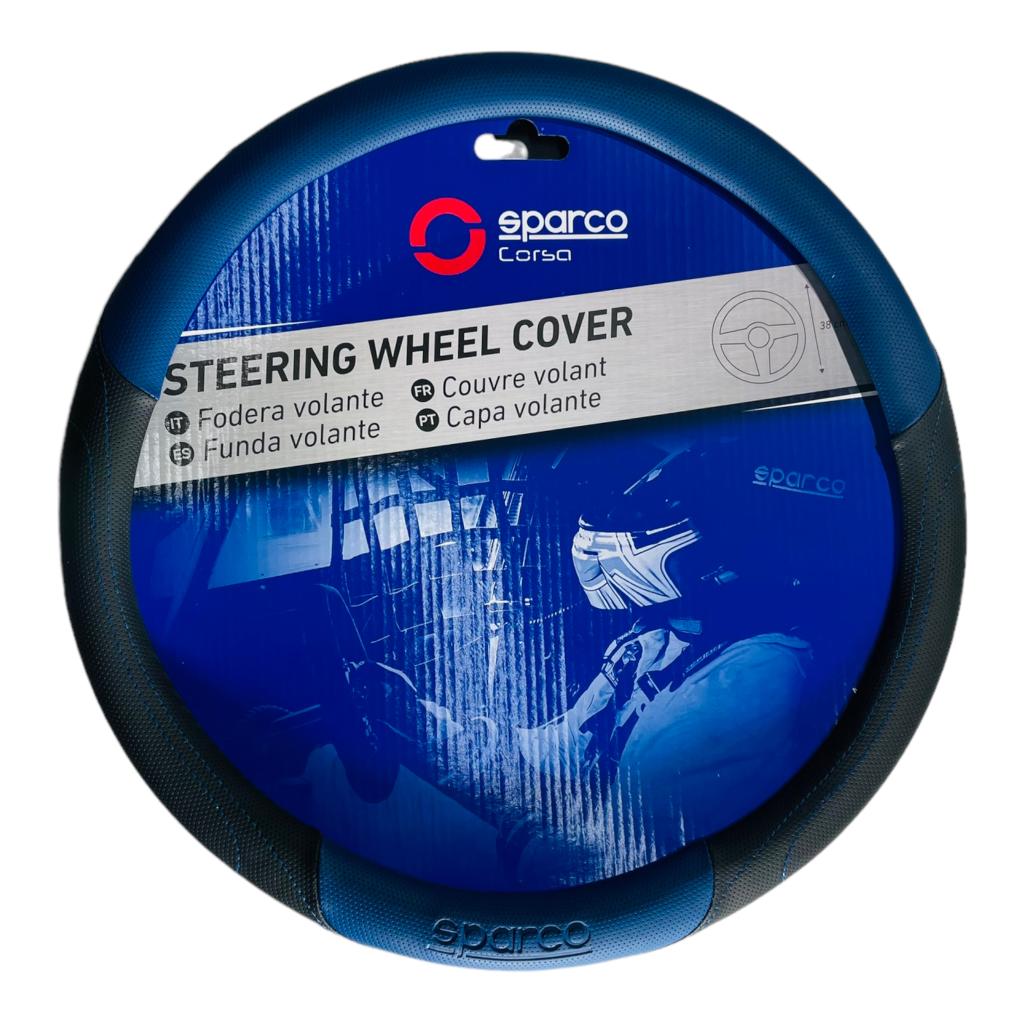 sparco
Corsa
STEERING WHEEL COVER
38 cm
IT Fodera volante
FR Couvre volant
ES Funda volante
PT Capa volante
sparco
sparco